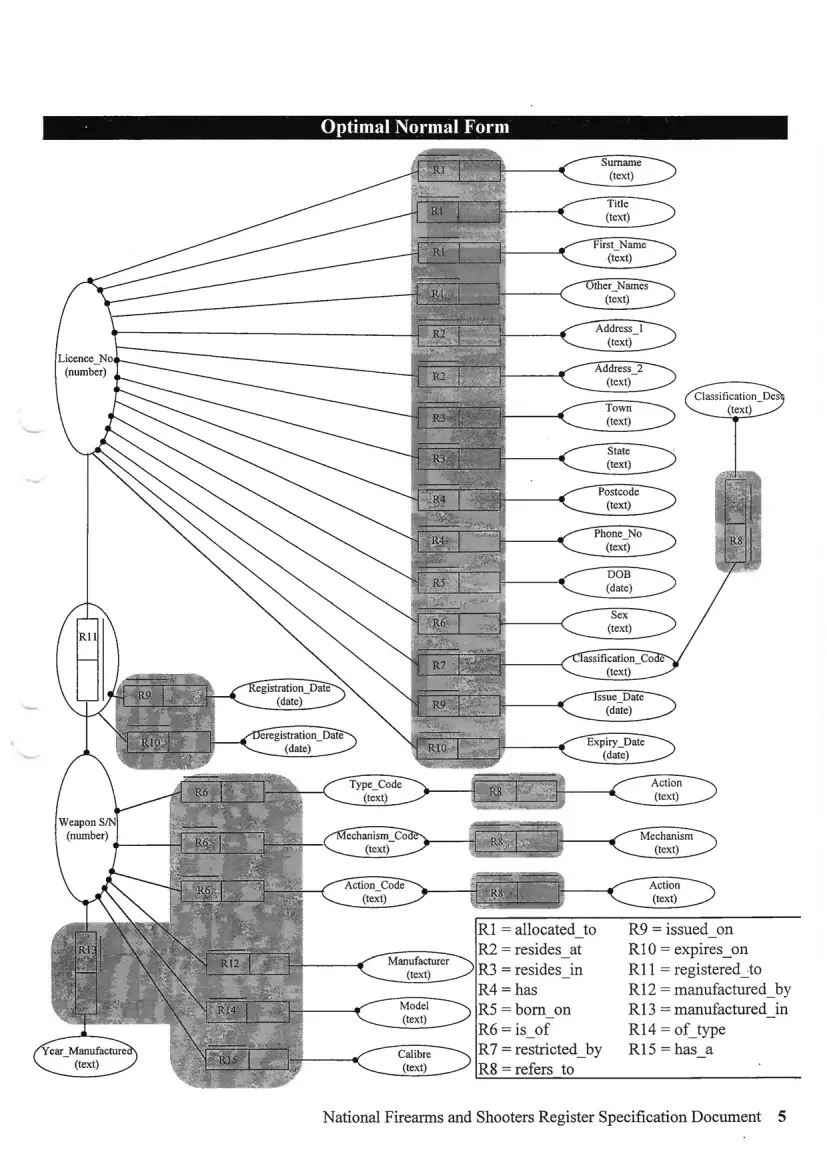 Optimal Normal Form
R1
Surname
(text)
R1
Title
(text)
R1
First_Name
(text)
R1
Other_Names
(text)
R2
Address_1
(text)
Licence_No
(number)
R2
Address_2
(text)
Classification_Desc
(text)
R3
Town
(text)
R3
State
(text)
R4
Postcode
(text)
R4
Phone_No
(text)
R8
R5
DOB
(date)
R6
Sex
(text)
R11
R7
Classification_Code
(text)
R9
Registration_Date
(date)
R9
Issue_Date
(date)
R10
Deregistration_Date
(date)
R10
Expiry_Date
(date)
R6
Type_Code
(text)
R8
Action
(text)
Weapon S/N
(number)
R6
Mechanism_Code
(text)
R8
Mechanism
(text)
R6
Action_Code
(text)
R8
Action
(text)
R13
R12
Manufacturer
(text)
R14
Model
(text)
Year_Manufactured
(text)
R15
Calibre
(text)
R1 = allocated_to
R2 = resides_at
R3 = resides_in
R4 = has
R5 = born_on
R6 = is_of
R7 = restricted_by
R8 = refers_to
R9 = issued_on
R10 = expires_on
R11 = registered_to
R12 = manufactured_by
R13 = manufactured_in
R14 = of_type
R15 = has_a
National Firearms and Shooters Register Specification Document 5